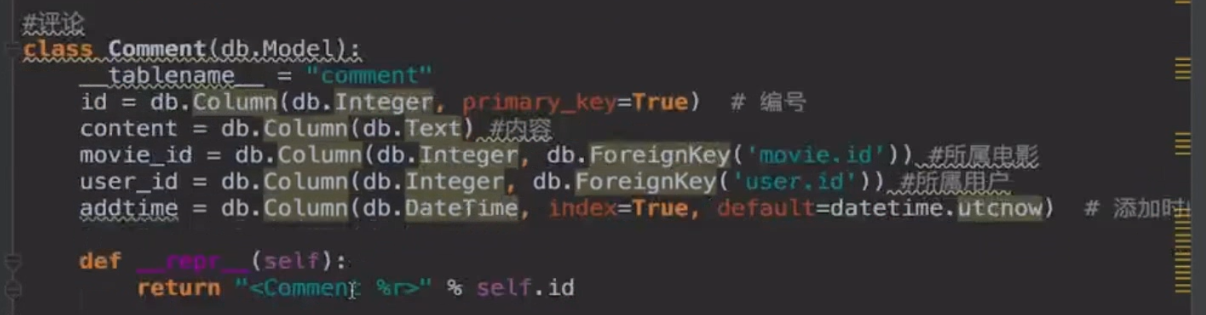 #评论
class Comment(db.Model):
    __tablename__ = "comment"
    id = db.Column(db.Integer, primary_key=True)  # 编号
    content = db.Column(db.Text) #内容
    movie_id = db.Column(db.Integer, db.ForeignKey('movie.id')) #所属电影
    user_id = db.Column(db.Integer, db.ForeignKey('user.id')) #所属用户
    addtime = db.Column(db.DateTime, index=True, default=datetime.utcnow)  # 添加时
    def __repr__(self):
        return "<Comment %r>" % self.id